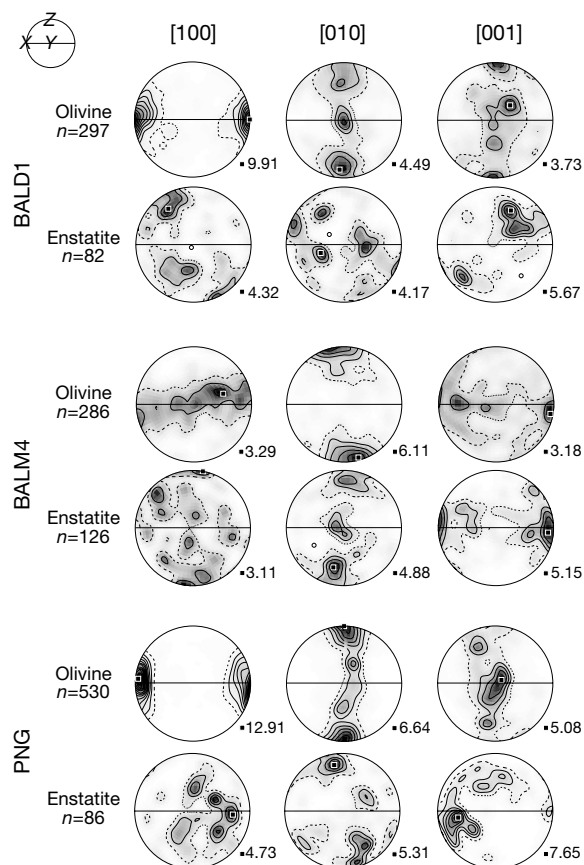 Z
X Y
[100] [010] [001]
BALD1
Olivine
n=297
9.91 4.49 3.73
Enstatite
n=82
4.32 4.17 5.67
BALM4
Olivine
n=286
3.29 6.11 3.18
Enstatite
n=126
3.11 4.88 5.15
PNG
Olivine
n=530
12.91 6.64 5.08
Enstatite
n=86
4.73 5.31 7.65